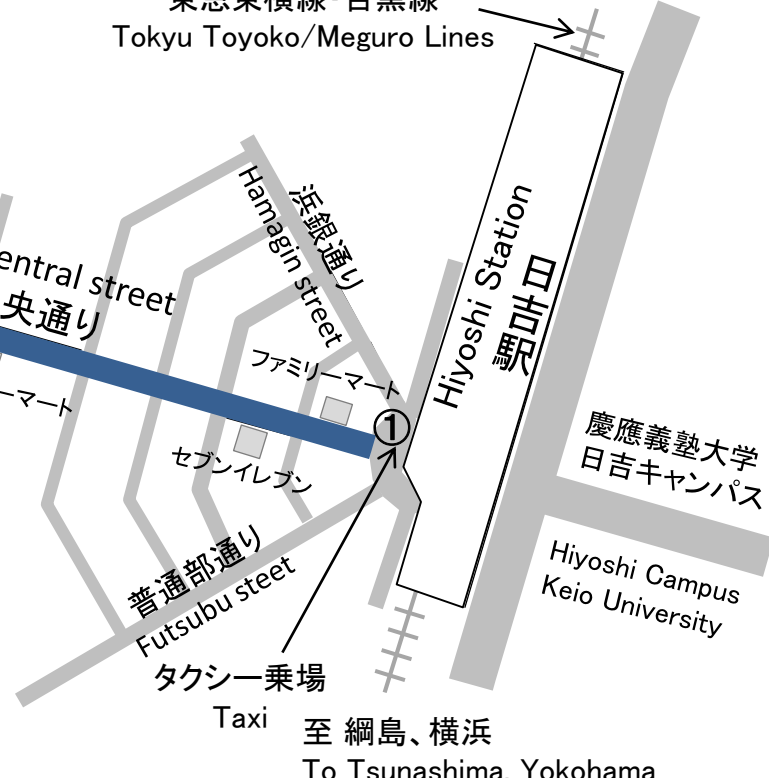 東急東横線・目黒線
Tokyu Toyoko/Meguro Lines
浜銀通り
Hamagin street
Hiyoshi Station
日吉駅
entral street
央通り
ファミリーマート
ーマート
①
セブンイレブン
慶應義塾大学
日吉キャンパス
Hiyoshi Campus
Keio University
普通部通り
Futsubu steet
タクシー乗場
Taxi
至 綱島、横浜
To Tsunashima, Yokohama